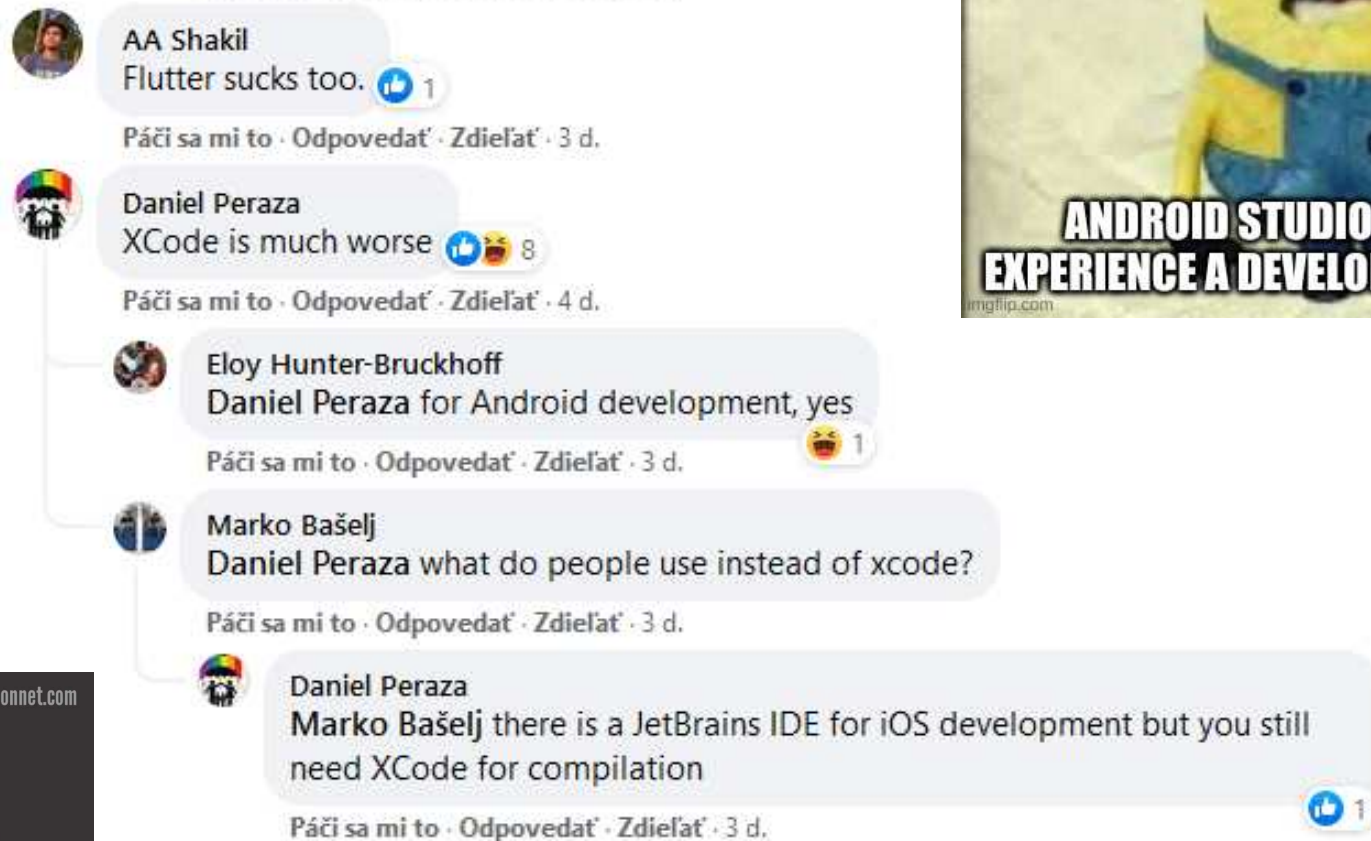 AA Shakil
Flutter sucks too.
1
Páči sa mi to · Odpovedať · Zdieľať · 3 d.
Daniel Peraza
XCode is much worse
8
Páči sa mi to · Odpovedať · Zdieľať · 4 d.
Eloy Hunter-Bruckhoff
Daniel Peraza for Android development, yes
1
Páči sa mi to · Odpovedať · Zdieľať · 3 d.
Marko Bašelj
Daniel Peraza what do people use instead of xcode?
Páči sa mi to · Odpovedať · Zdieľať · 3 d.
Daniel Peraza
Marko Bašelj there is a JetBrains IDE for iOS development but you still
need XCode for compilation
1
Páči sa mi to · Odpovedať · Zdieľať · 3 d.
ANDROID STUDIO
EXPERIENCE A DEVELO
imgflip.com
onnet.com